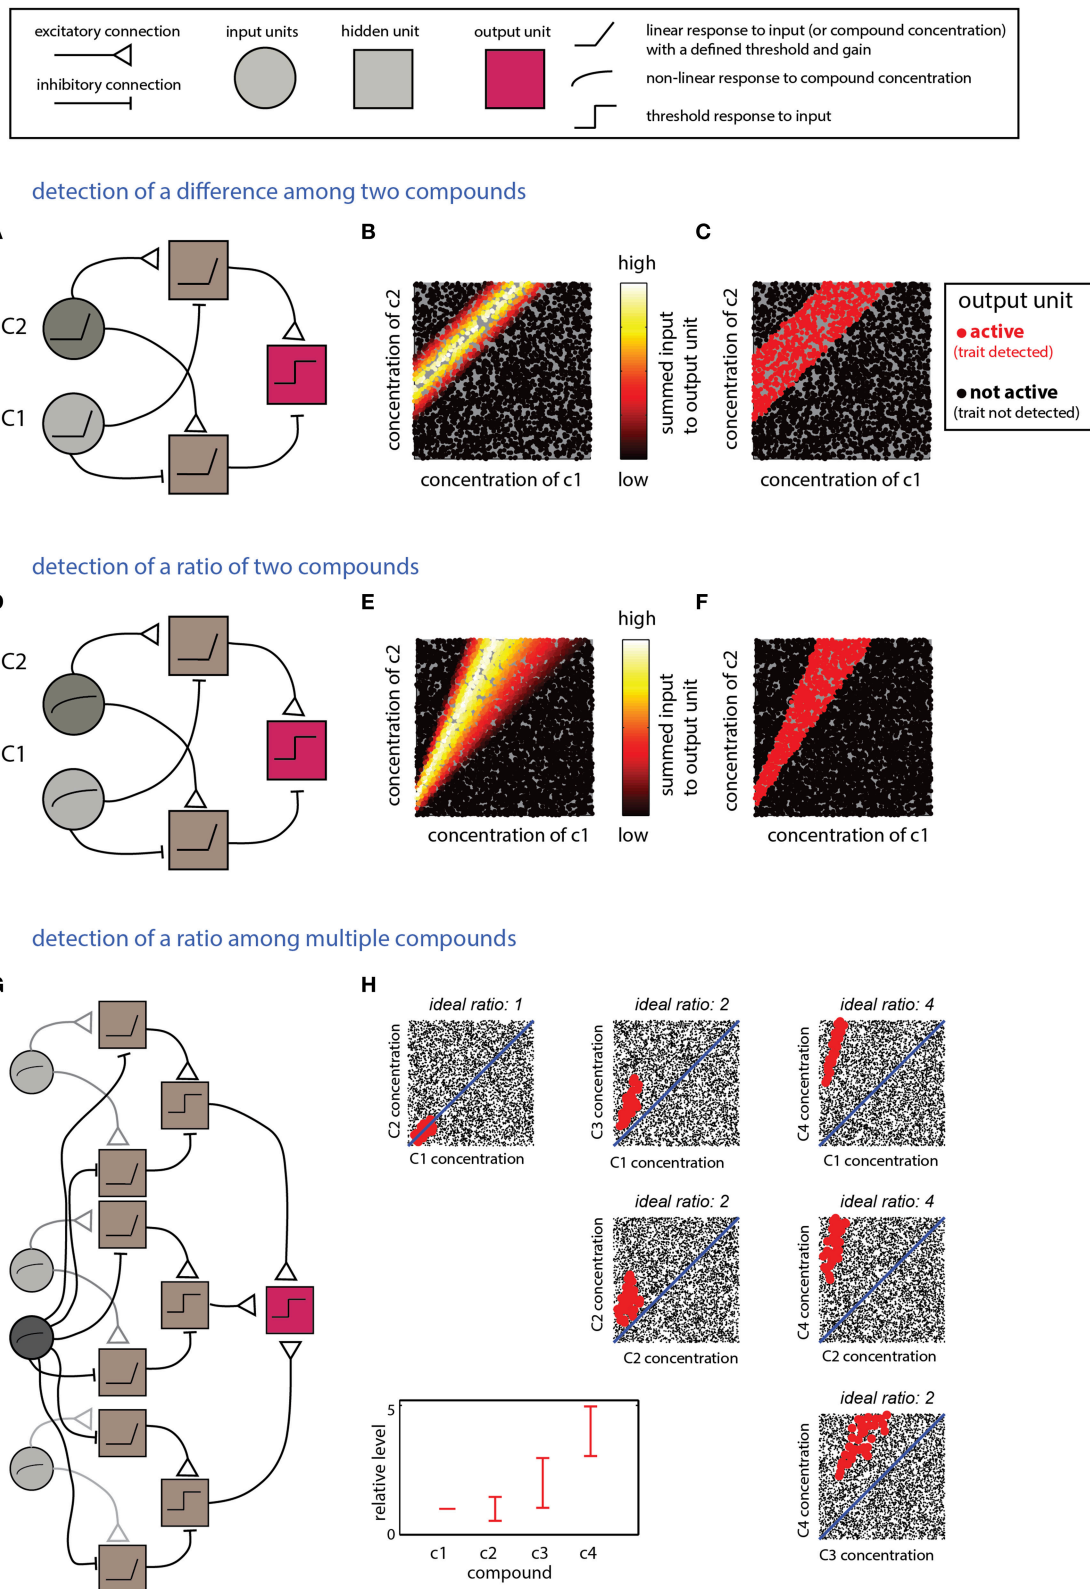 excitatory connection
inhibitory connection
input units
hidden unit
output unit
linear response to input (or compound concentration)
with a defined threshold and gain
non-linear response to compound concentration
threshold response to input
detection of a difference among two compounds
C2
C1
B
concentration of c2
concentration of c1
high
low
summed input
to output unit
C
concentration of c2
concentration of c1
output unit
active
(trait detected)
not active
(trait not detected)
detection of a ratio of two compounds
C2
C1
E
concentration of c2
concentration of c1
high
low
summed input
to output unit
F
concentration of c2
concentration of c1
detection of a ratio among multiple compounds
H
ideal ratio: 1
C2 concentration
C1 concentration
ideal ratio: 2
C3 concentration
C1 concentration
ideal ratio: 4
C4 concentration
C1 concentration
ideal ratio: 2
C2 concentration
C2 concentration
ideal ratio: 4
C4 concentration
C2 concentration
5
0
relative level
c1 c2 c3 c4
compound
ideal ratio: 2
C4 concentration
C3 concentration